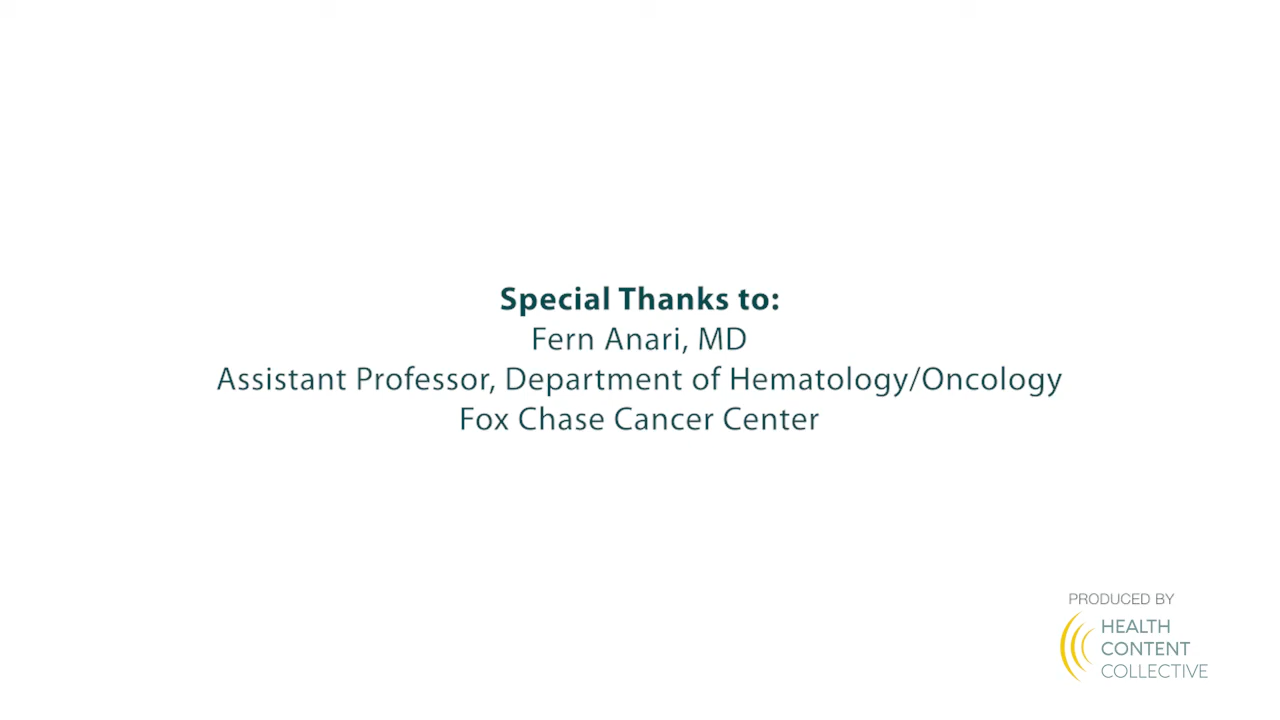 Special Thanks to:
Fern Anari, MD
Assistant Professor, Department of Hematology/Oncology
Fox Chase Cancer Center
PRODUCED BY
HEALTH
CONTENT
COLLECTIVE